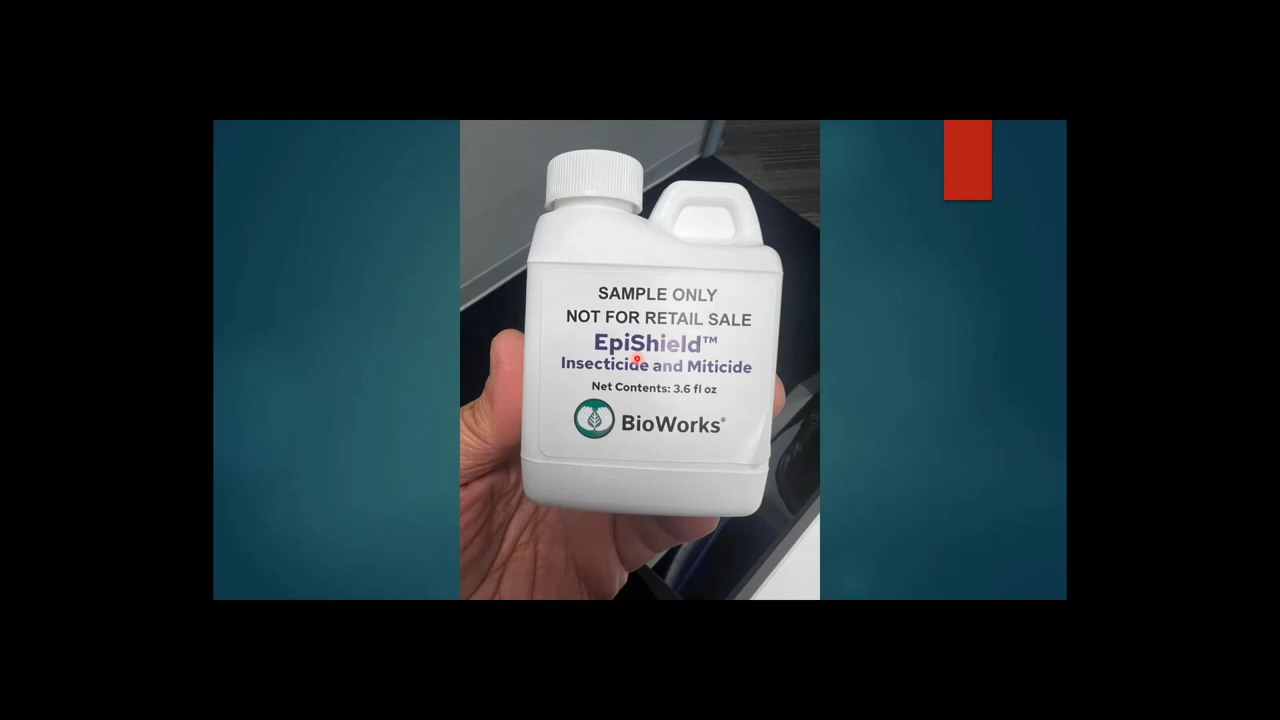 SAMPLE ONLY
NOT FOR RETAIL SALE
EpiShield™
Insecticide and Miticide
Net Contents: 3.6 fl oz
BioWorks®